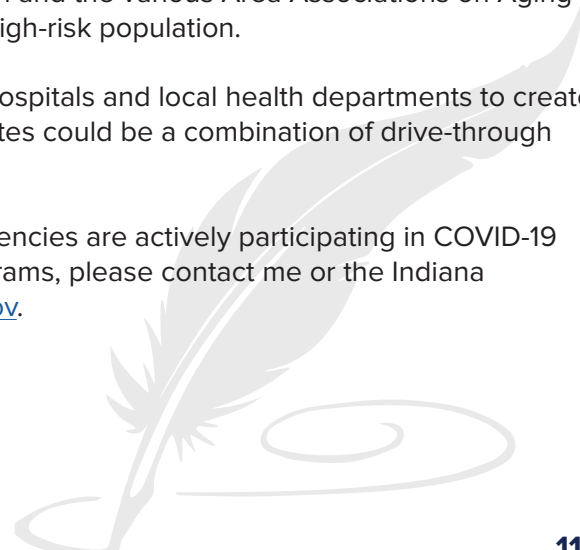 and the various Area Associations on Aging
igh-risk population.
ospitals and local health departments to create
tes could be a combination of drive-through
encies are actively participating in COVID-19
rams, please contact me or the Indiana
ov.
11